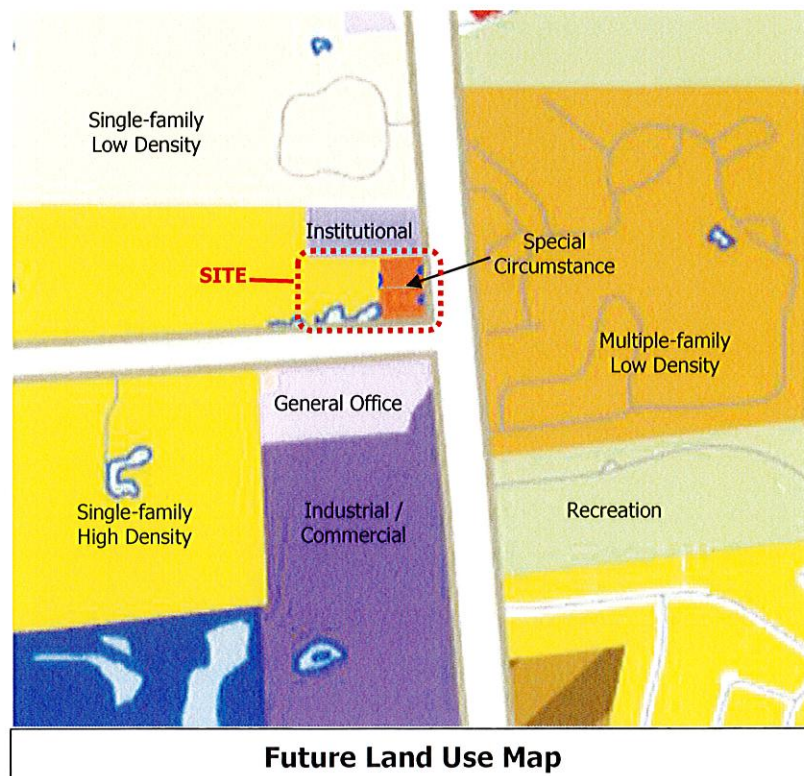 Single-family
Low Density
Institutional
SITE
Special
Circumstance
Multiple-family
Low Density
General Office
Single-family
High Density
Industrial /
Commercial
Recreation
Future Land Use Map